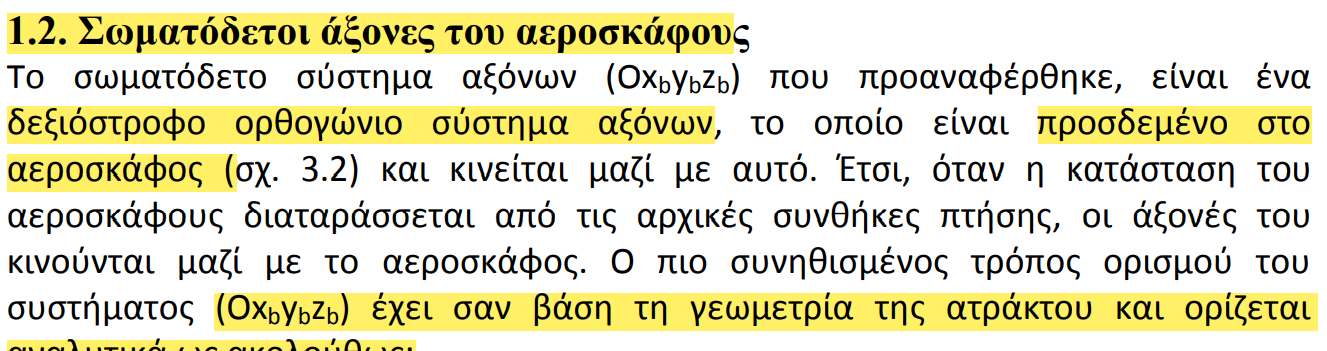 1.2. Σωματόδετοι άξονες του αεροσκάφους
Το σωματόδετο σύστημα αξόνων (Oxbybzb) που προαναφέρθηκε, είναι ένα
δεξιόστροφο ορθογώνιο σύστημα αξόνων, το οποίο είναι προσδεμένο στο
αεροσκάφος (σχ. 3.2) και κινείται μαζί με αυτό. Έτσι, όταν η κατάσταση του
αεροσκάφους διαταράσσεται από τις αρχικές συνθήκες πτήσης, οι άξονές του
κινούνται μαζί με το αεροσκάφος. Ο πιο συνηθισμένος τρόπος ορισμού του
συστήματος (Oxbybzb) έχει σαν βάση τη γεωμετρία της ατράκτου και ορίζεται
αναλυτικά ως ακολούθως: